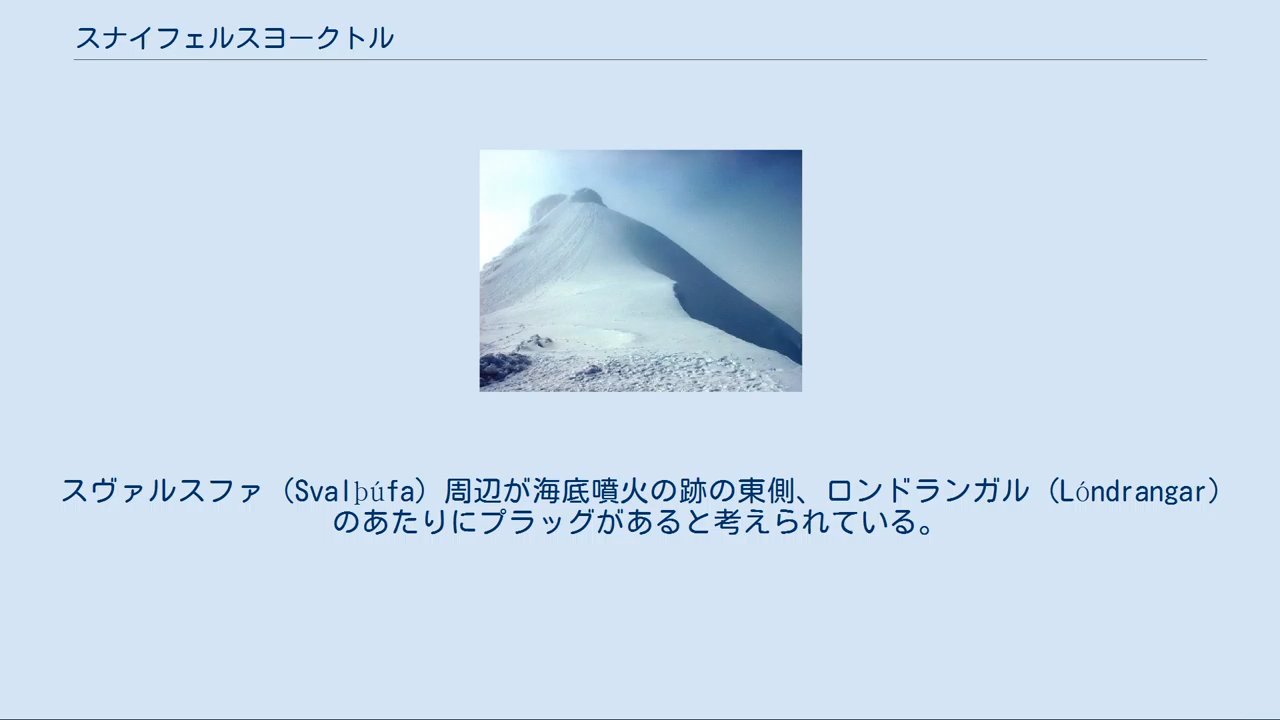 スナイフェルスヨークトル
スヴァルスファ（Svalþúfa）周辺が海底噴火の跡の東側、ロンドランガル（Lóndrangar）
のあたりにプラッグがあると考えられている。